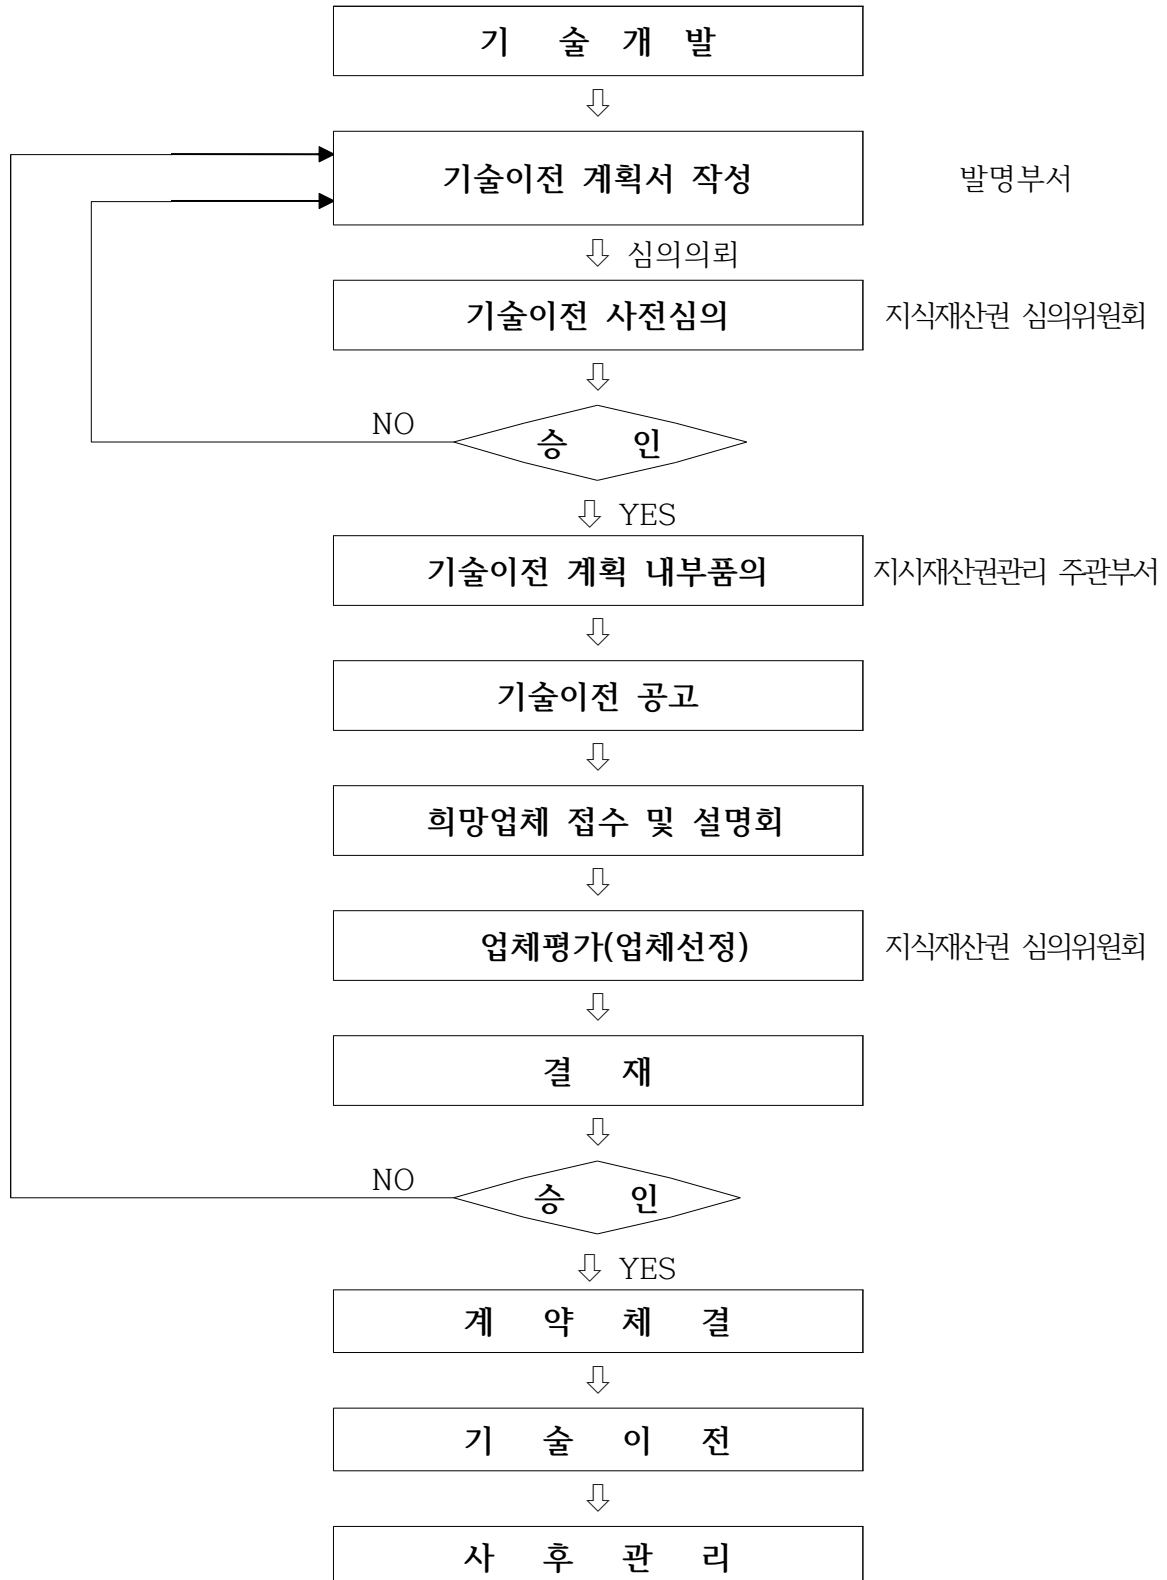 기 술 개 발
기술이전 계획서 작성 발명부서
심의의뢰
기술이전 사전심의 지식재산권 심의위원회
NO 승 인
YES
기술이전 계획 내부품의 지시재산권관리 주관부서
기술이전 공고
희망업체 접수 및 설명회
업체평가(업체선정) 지식재산권 심의위원회
결 재
NO 승 인
YES
계 약 체 결
기 술 이 전
사 후 관 리